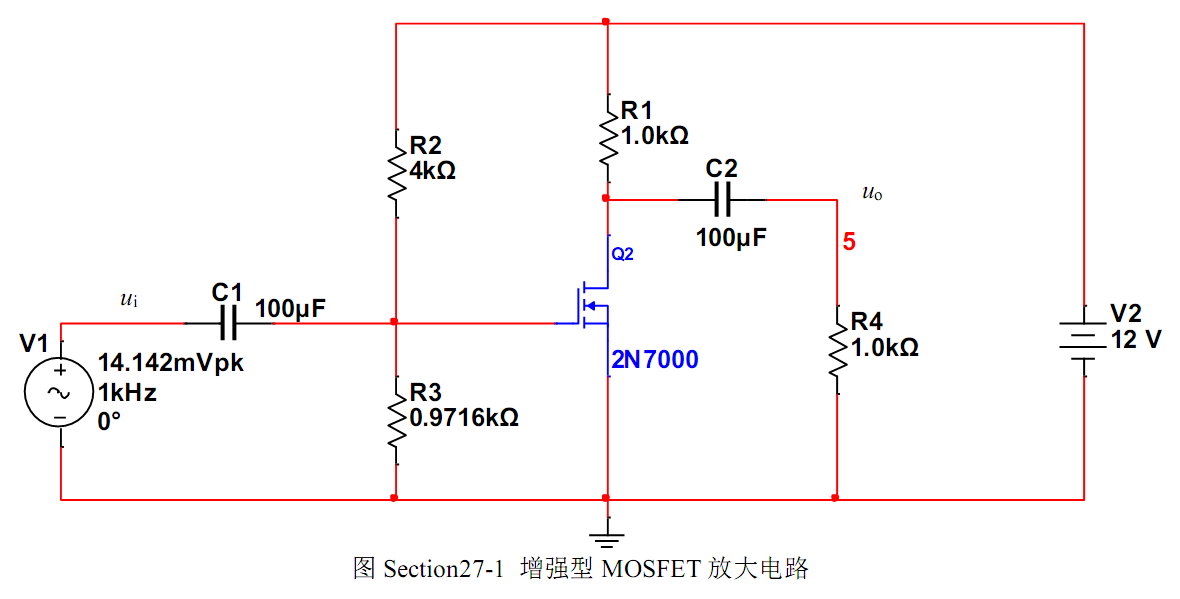 R1
1.0kΩ
R2
4kΩ
C2
100μF
uo
5
Q2
ui
C1
100μF
V1
14.142mVpk
1kHz
0°
2N7000
R3
0.9716kΩ
R4
1.0kΩ
V2
12 V
图 Section27-1 增强型 MOSFET 放大电路